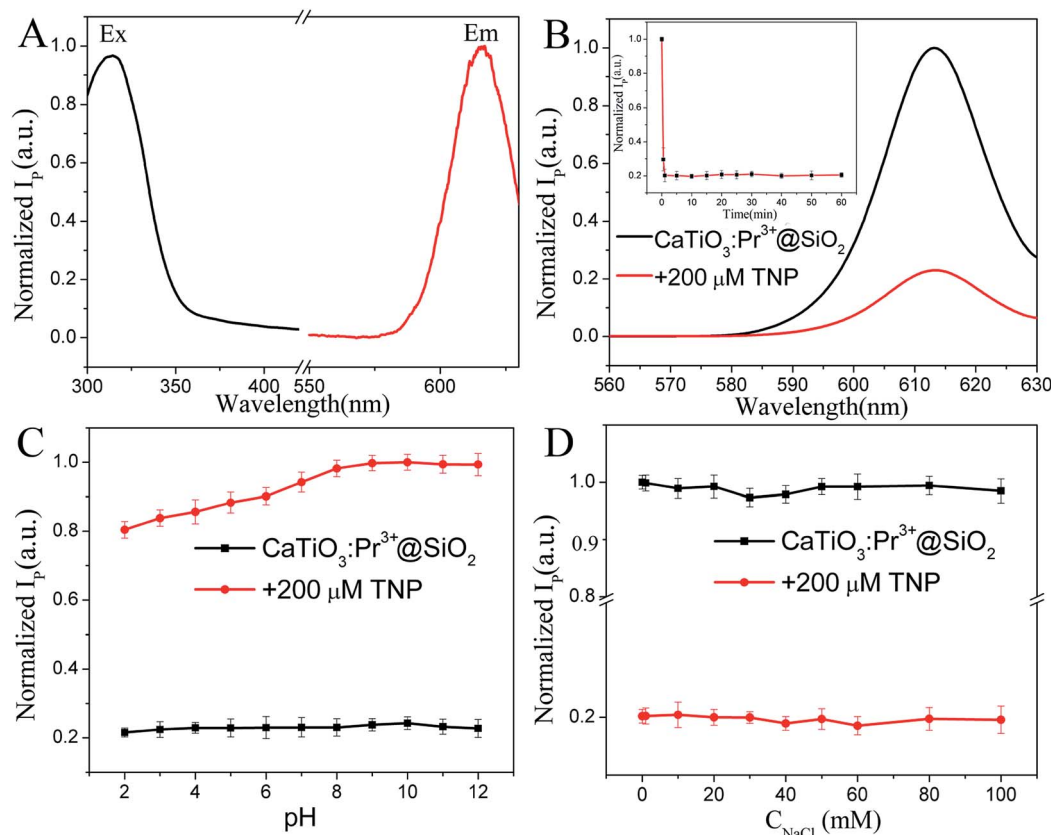 A
Ex
Em
Normalized I_P(a.u.)
1.0
0.8
0.6
0.4
0.2
0.0
300
350
400
550
600
Wavelength(nm)
B
Normalized I_P(a.u.)
1.0
0.8
0.6
0.4
0.2
0.0
Normalized I_P(a.u.)
1.0
0.8
0.6
0.4
0.2
0
10
20
30
40
50
60
Time(min)
CaTiO₃:Pr³⁺@SiO₂
+200 μM TNP
560
570
580
590
600
610
620
630
Wavelength(nm)
C
Normalized I_P(a.u.)
1.0
0.8
0.6
0.4
0.2
CaTiO₃:Pr³⁺@SiO₂
+200 μM TNP
2
4
6
8
10
12
pH
D
Normalized I_P(a.u.)
1.0
0.9
0.8
0.2
CaTiO₃:Pr³⁺@SiO₂
+200 μM TNP
0
20
40
60
80
100
C_NaCl (mM)